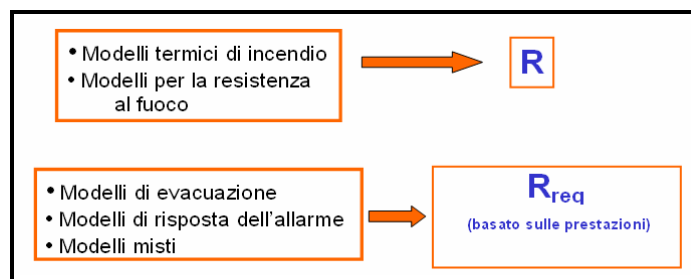 • Modelli termici di incendio
• Modelli per la resistenza
al fuoco
R
• Modelli di evacuazione
• Modelli di risposta dell'allarme
• Modelli misti
Rreq
(basato sulle prestazioni)